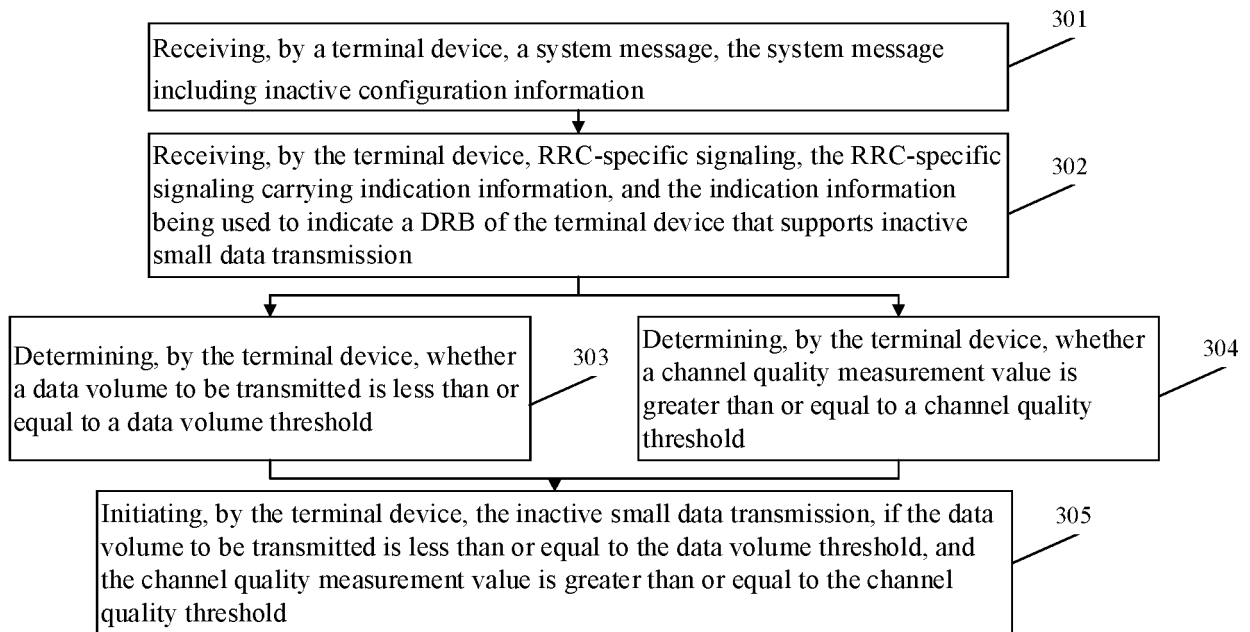 301
Receiving, by a terminal device, a system message, the system message
including inactive configuration information
302
Receiving, by the terminal device, RRC-specific signaling, the RRC-specific
signaling carrying indication information, and the indication information
being used to indicate a DRB of the terminal device that supports inactive
small data transmission
303
Determining, by the terminal device, whether
a data volume to be transmitted is less than or
equal to a data volume threshold
304
Determining, by the terminal device, whether
a channel quality measurement value is
greater than or equal to a channel quality
threshold
305
Initiating, by the terminal device, the inactive small data transmission, if the data
volume to be transmitted is less than or equal to the data volume threshold, and
the channel quality measurement value is greater than or equal to the channel
quality threshold